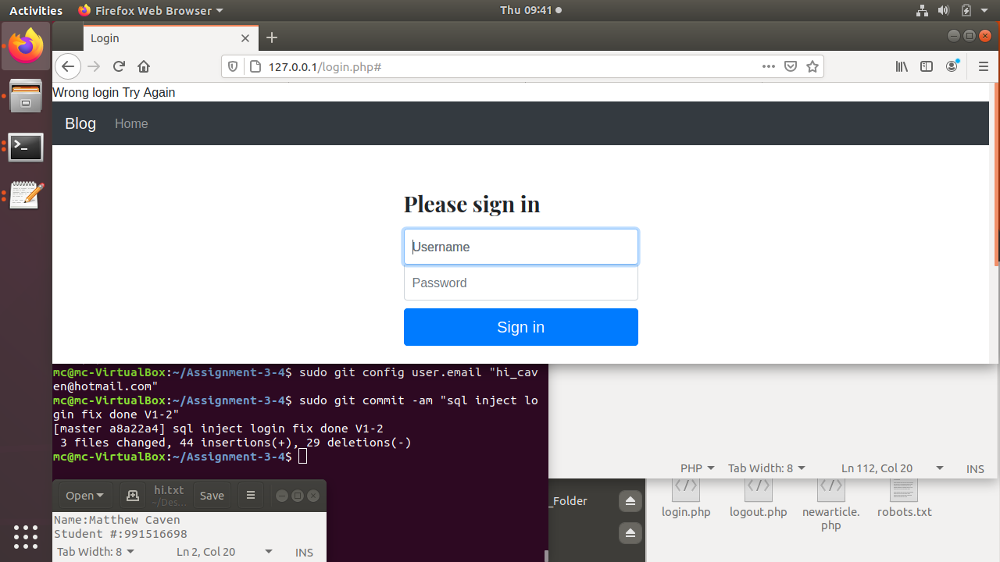 Activities
Firefox Web Browser
Thu 09:41
Login
127.0.0.1/login.php#
Wrong login Try Again
Blog
Home
Please sign in
Username
Password
Sign in
mc@mc-VirtualBox:~/Assignment-3-4$ sudo git config user.email "hi_cav
en@hotmail.com"
mc@mc-VirtualBox:~/Assignment-3-4$ sudo git commit -am "sql inject lo
gin fix done V1-2"
[master a8a22a4] sql inject login fix done V1-2
 3 files changed, 44 insertions(+), 29 deletions(-)
mc@mc-VirtualBox:~/Assignment-3-4$
PHP
Tab Width: 8
Ln 112, Col 20
INS
Open
hi.txt
~/Des...
Save
Name:Matthew Caven
Student #:991516698
Tab Width: 8
Ln 2, Col 20
INS
_Folder
login.php
logout.php
newarticle.
php
robots.txt